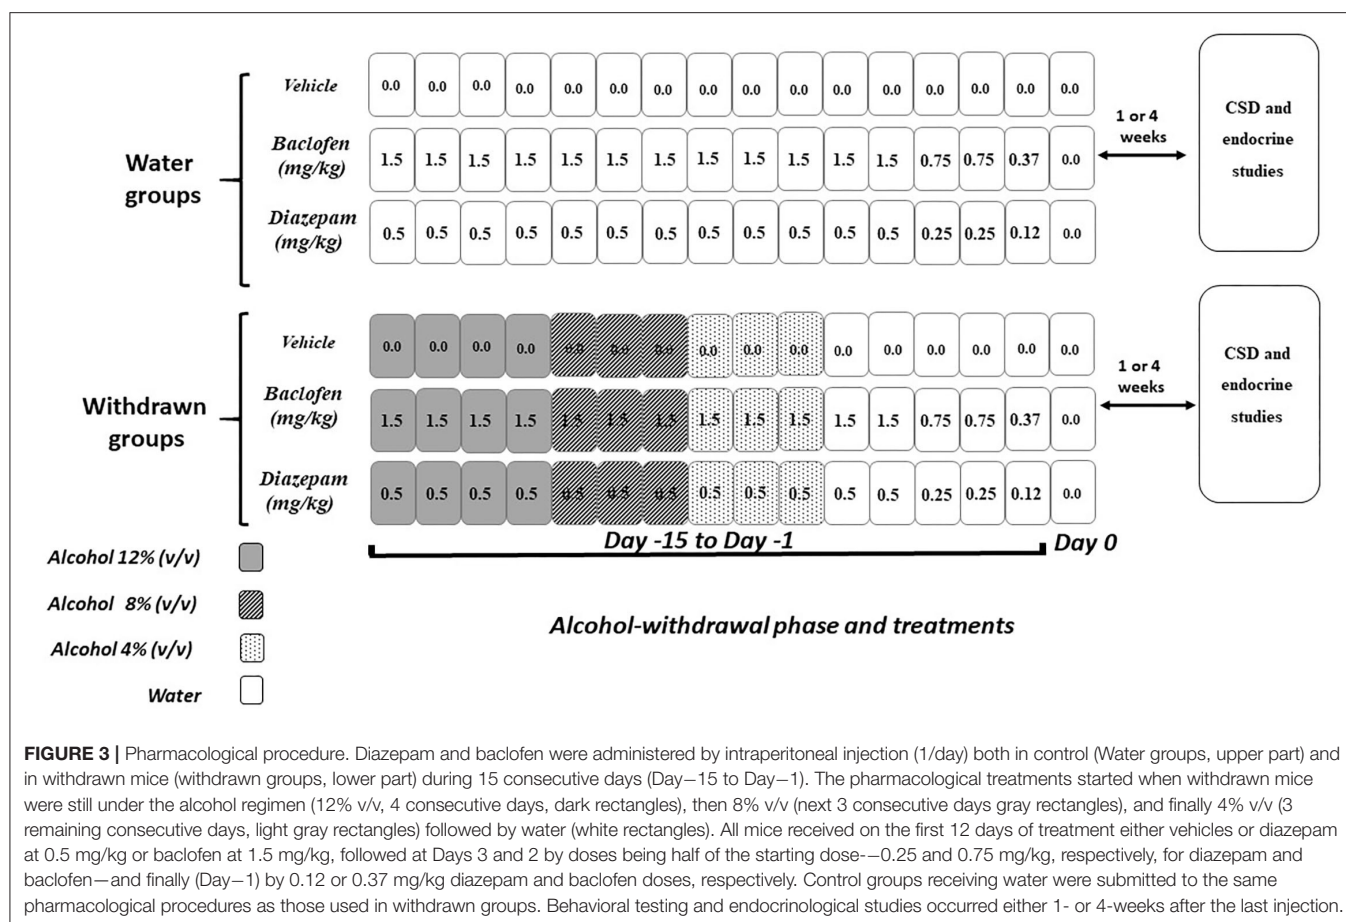 Water groups
Vehicle
0.0 0.0 0.0 0.0 0.0 0.0 0.0 0.0 0.0 0.0 0.0 0.0 0.0 0.0 0.0 0.0
Baclofen (mg/kg)
1.5 1.5 1.5 1.5 1.5 1.5 1.5 1.5 1.5 1.5 1.5 1.5 0.75 0.75 0.37 0.0
Diazepam (mg/kg)
0.5 0.5 0.5 0.5 0.5 0.5 0.5 0.5 0.5 0.5 0.5 0.5 0.25 0.25 0.12 0.0
1 or 4
weeks
CSD and
endocrine
studies
Withdrawn groups
Vehicle
0.0 0.0 0.0 0.0 0.0 0.0 0.0 0.0 0.0 0.0 0.0 0.0 0.0 0.0 0.0 0.0
Baclofen (mg/kg)
1.5 1.5 1.5 1.5 1.5 1.5 1.5 1.5 1.5 1.5 1.5 1.5 0.75 0.75 0.37 0.0
Diazepam (mg/kg)
0.5 0.5 0.5 0.5 0.5 0.5 0.5 0.5 0.5 0.5 0.5 0.5 0.25 0.25 0.12 0.0
1 or 4
weeks
CSD and
endocrine
studies
Day -15 to Day -1
Day 0
Alcohol 12% (v/v)
Alcohol 8% (v/v)
Alcohol 4% (v/v)
Water
Alcohol-withdrawal phase and treatments
FIGURE 3 | Pharmacological procedure. Diazepam and baclofen were administered by intraperitoneal injection (1/day) both in control (Water groups, upper part) and
in withdrawn mice (withdrawn groups, lower part) during 15 consecutive days (Day−15 to Day−1). The pharmacological treatments started when withdrawn mice
were still under the alcohol regimen (12% v/v, 4 consecutive days, dark rectangles), then 8% v/v (next 3 consecutive days gray rectangles), and finally 4% v/v (3
remaining consecutive days, light gray rectangles) followed by water (white rectangles). All mice received on the first 12 days of treatment either vehicles or diazepam
at 0.5 mg/kg or baclofen at 1.5 mg/kg, followed at Days 3 and 2 by doses being half of the starting dose-−0.25 and 0.75 mg/kg, respectively, for diazepam and
baclofen—and finally (Day−1) by 0.12 or 0.37 mg/kg diazepam and baclofen doses, respectively. Control groups receiving water were submitted to the same
pharmacological procedures as those used in withdrawn groups. Behavioral testing and endocrinological studies occurred either 1- or 4-weeks after the last injection.